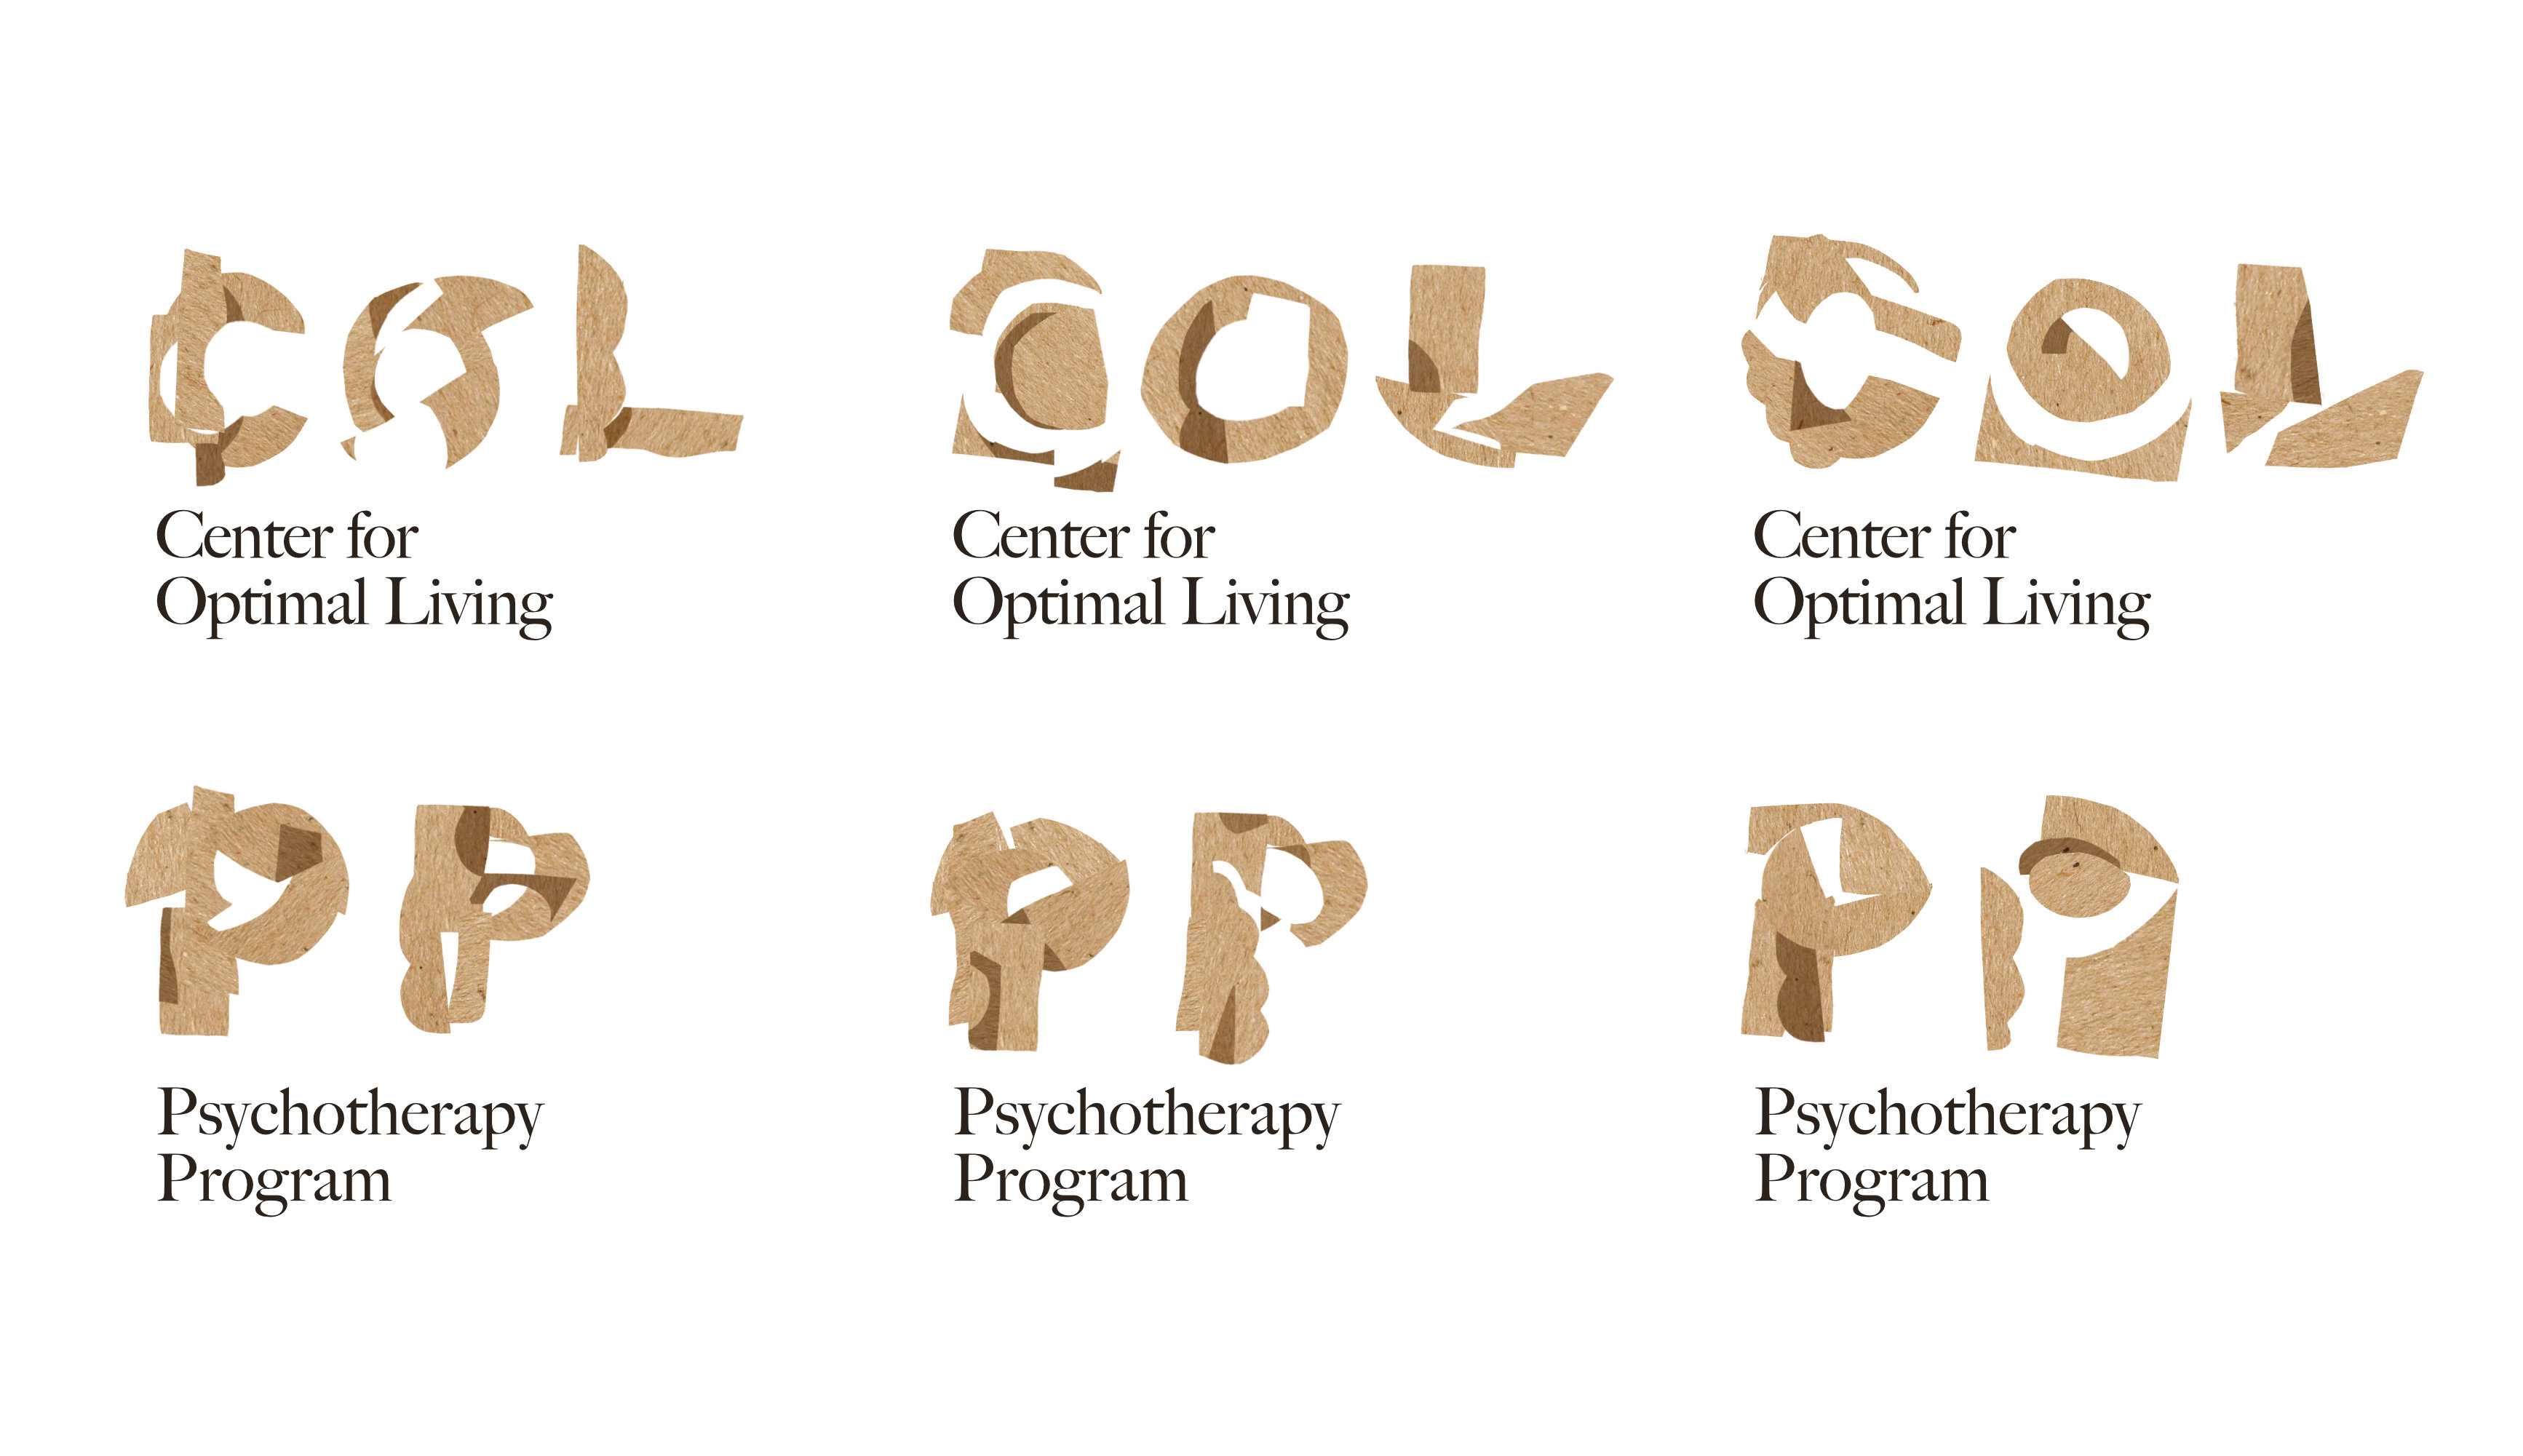 COL
COL
COL
Center for
Optimal Living
Center for
Optimal Living
Center for
Optimal Living
PP
PP
PP
Psychotherapy
Program
Psychotherapy
Program
Psychotherapy
Program